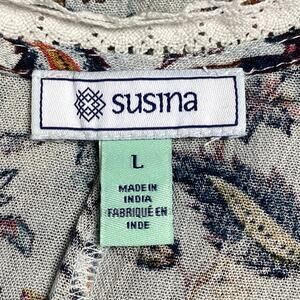 susina
L
MADE IN
INDIA
FABRIQUÉ EN
INDE